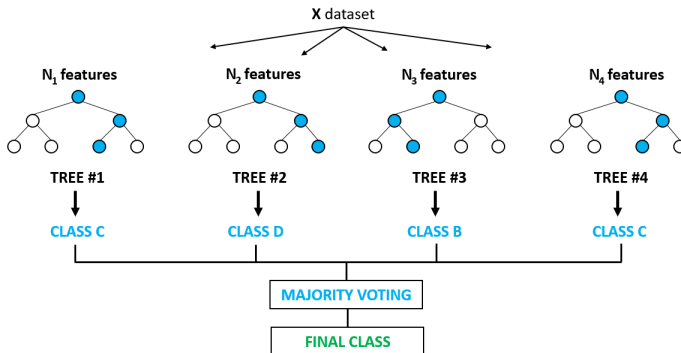 X dataset
N₁ features
N₂ features
N₃ features
N₄ features
TREE #1
TREE #2
TREE #3
TREE #4
CLASS C
CLASS D
CLASS B
CLASS C
MAJORITY VOTING
FINAL CLASS